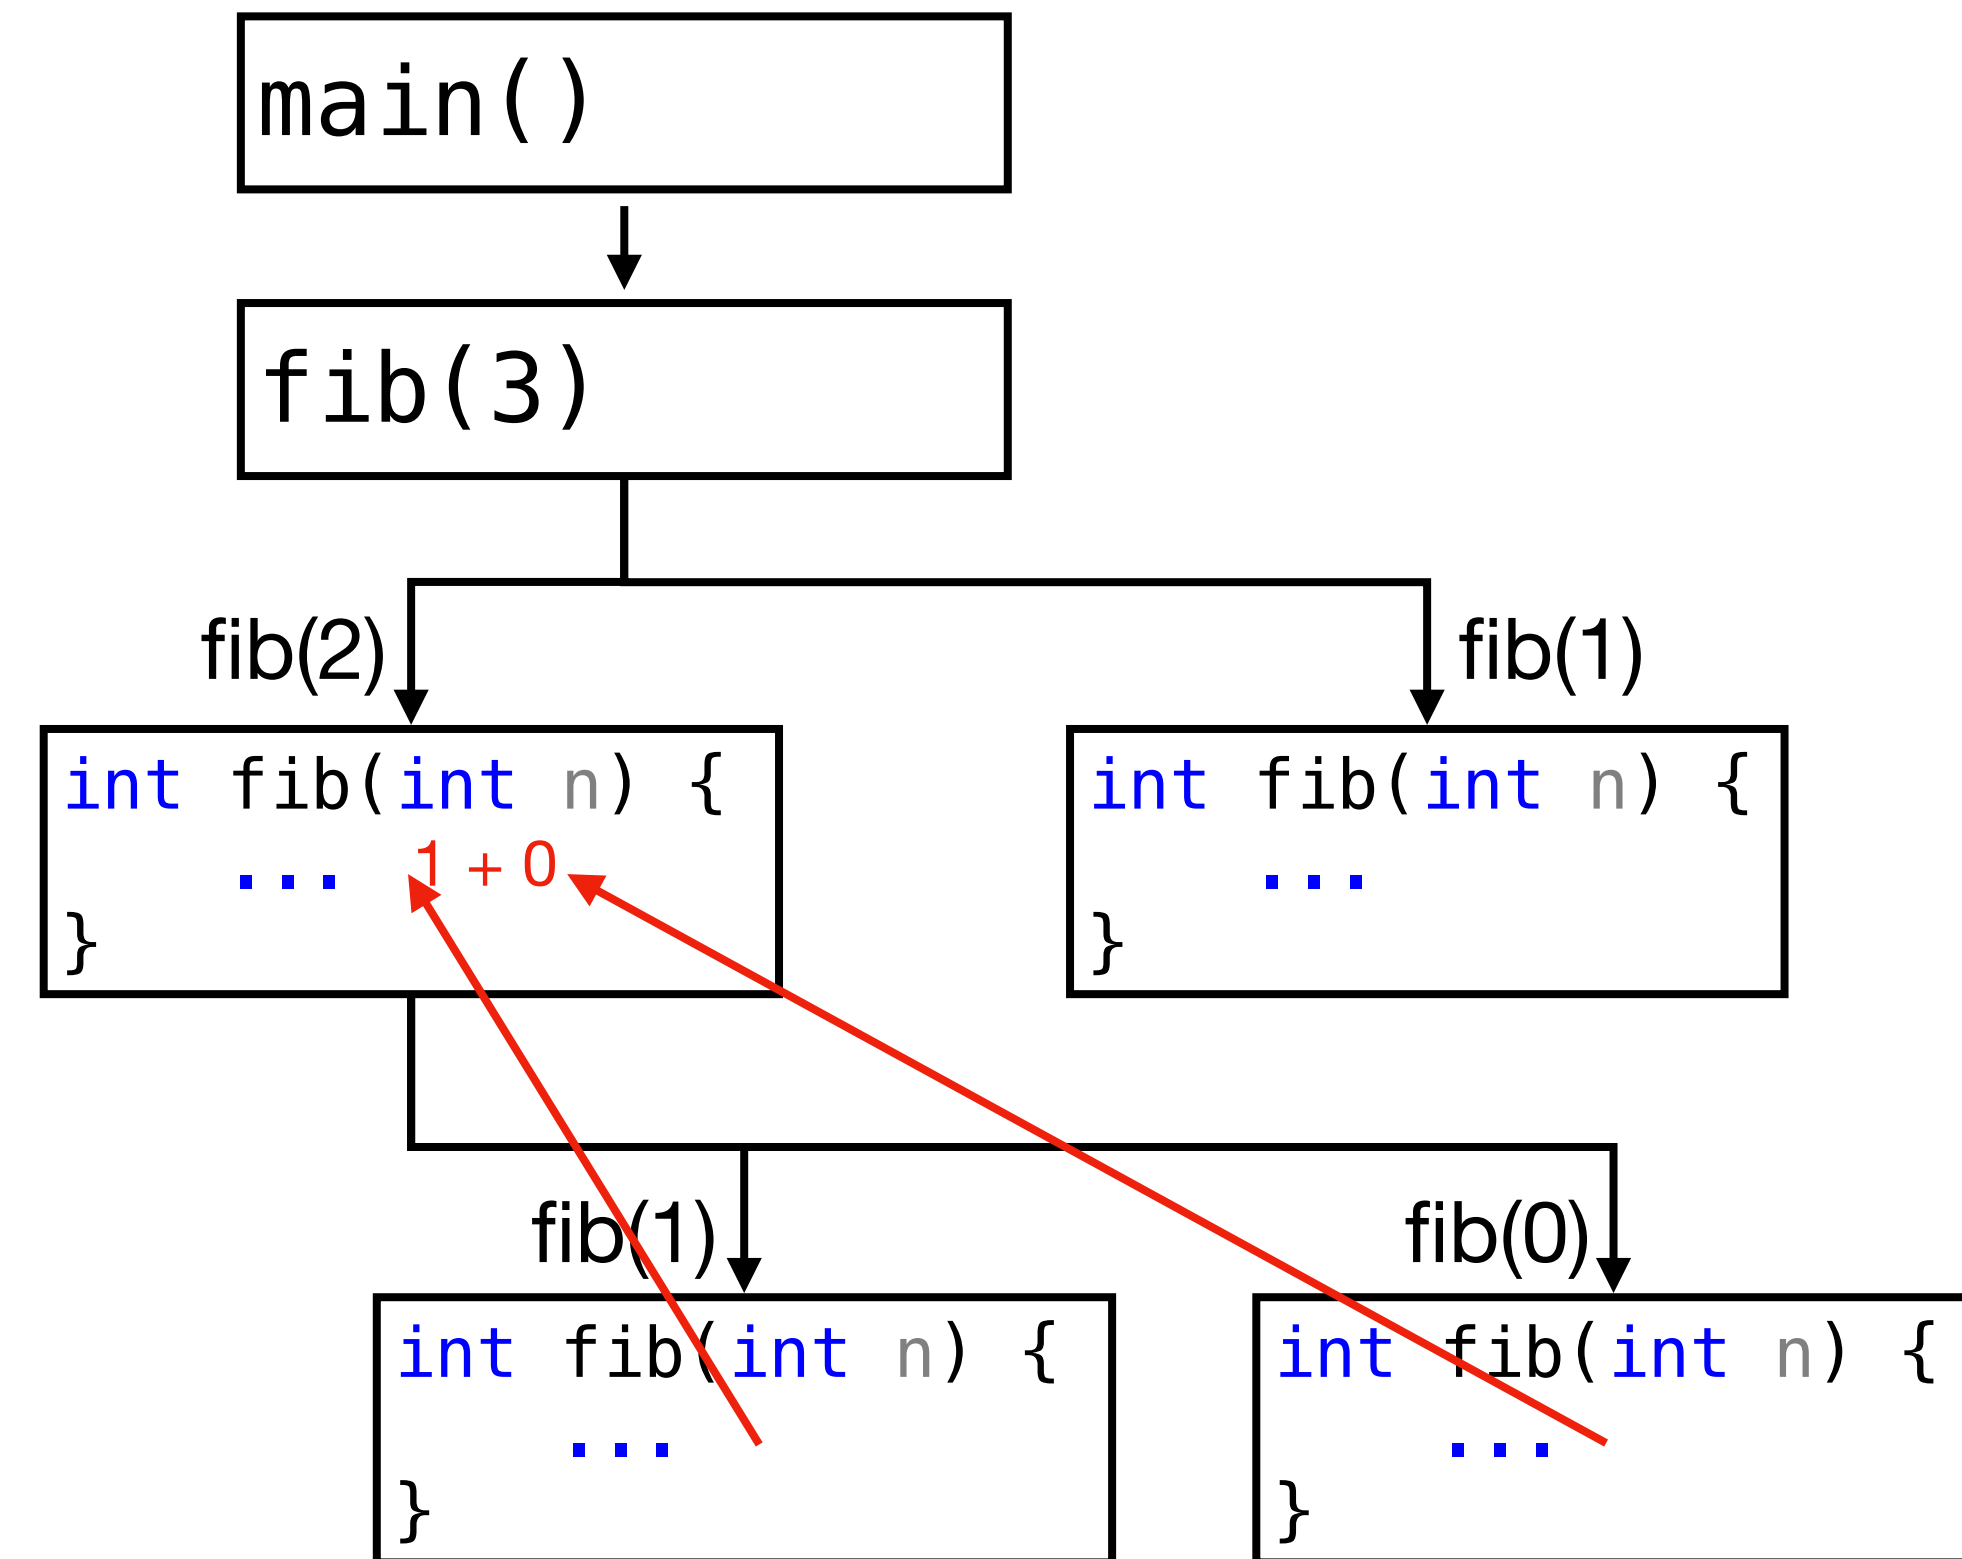 main()
fib(3)
fib(2)
fib(1)
int fib(int n) {
... 1 + 0
}
int fib(int n) {
...
}
fib(1)
fib(0)
int fib(int n) {
...
}
int fib(int n) {
...
}